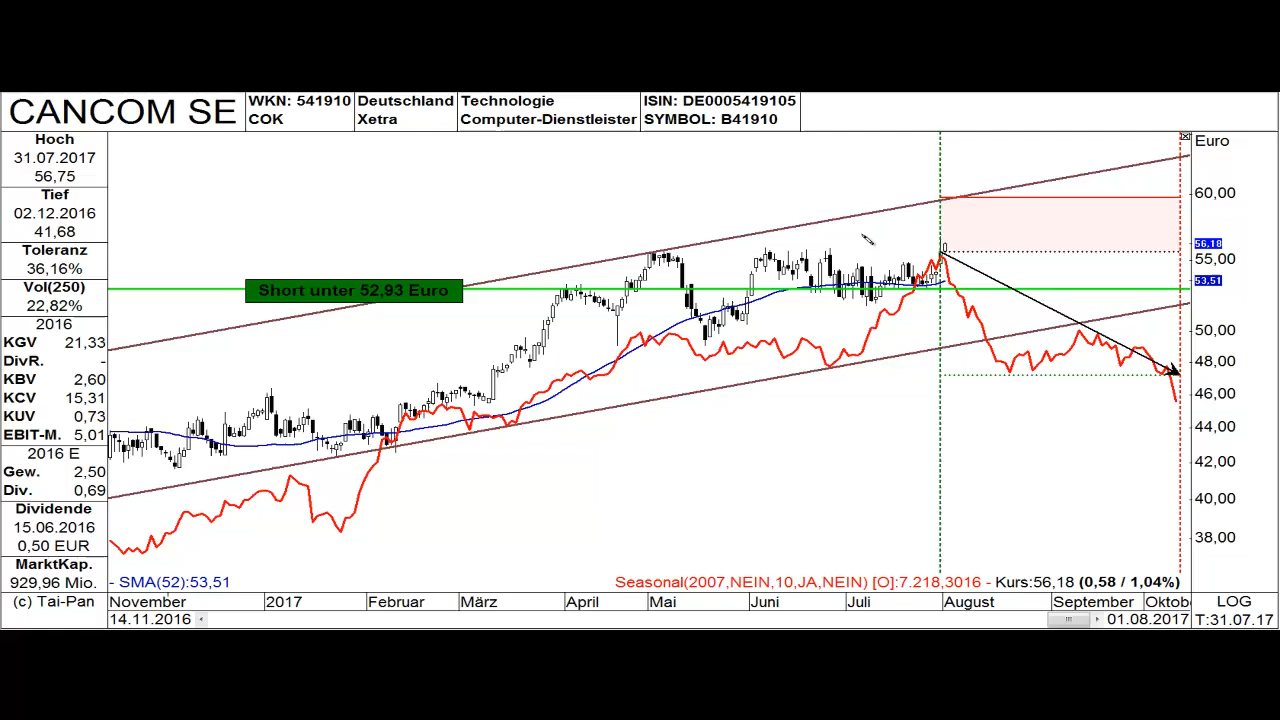 CANCOM SE
WKN: 541910 Deutschland Technologie ISIN: DE0005419105
COK Xetra Computer-Dienstleister SYMBOL: B41910
Hoch
31.07.2017
56,75
Tief
02.12.2016
41,68
Toleranz
36,16%
Vol(250)
22,82%
2016
KGV 21,33
DivR. -
KBV 2,60
KCV 15,31
KUV 0,73
EBIT-M. 5,01
2016 E
Gew. 2,50
Div. 0,69
Dividende
15.06.2016
0,50 EUR
MarktKap.
929,96 Mio.
(c) Tai-Pan
Short unter 52,93 Euro
Euro
60,00
56,18
55,00
53,51
50,00
48,00
46,00
44,00
42,00
40,00
38,00
- SMA(52):53,51 Seasonal(2007,NEIN,10,JA,NEIN) [O]:7.218,3016 - Kurs:56,18 (0,58 / 1,04%)
November 2017 Februar März April Mai Juni Juli August September Oktob LOG
14.11.2016 01.08.2017 T:31.07.17